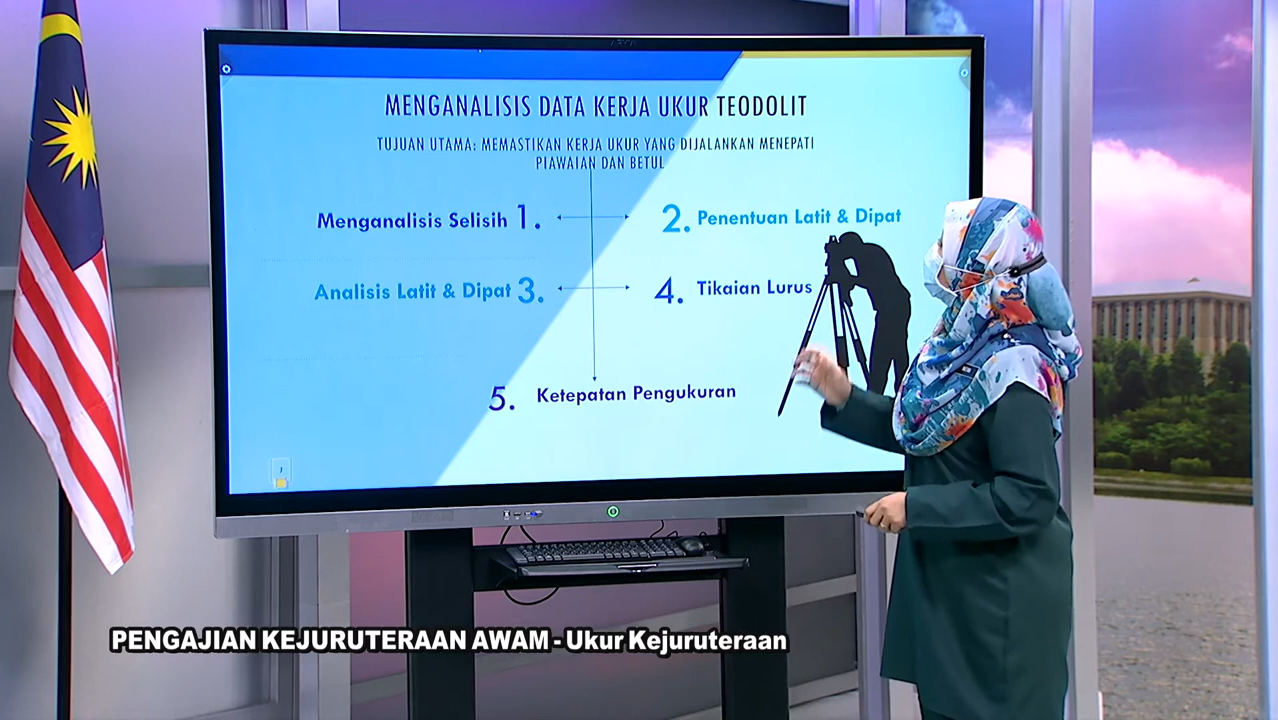 MENGANALISIS DATA KERJA UKUR TEODOLIT
TUJUAN UTAMA: MEMASTIKAN KERJA UKUR YANG DIJALANKAN MENEPATI
PIAWAIAN DAN BETUL
Menganalisis Selisih 1.
2. Penentuan Latit & Dipat
Analisis Latit & Dipat 3.
4. Tikaian Lurus
5. Ketepatan Pengukuran
PENGAJIAN KEJURUTERAAN AWAM - Ukur Kejuruteraan